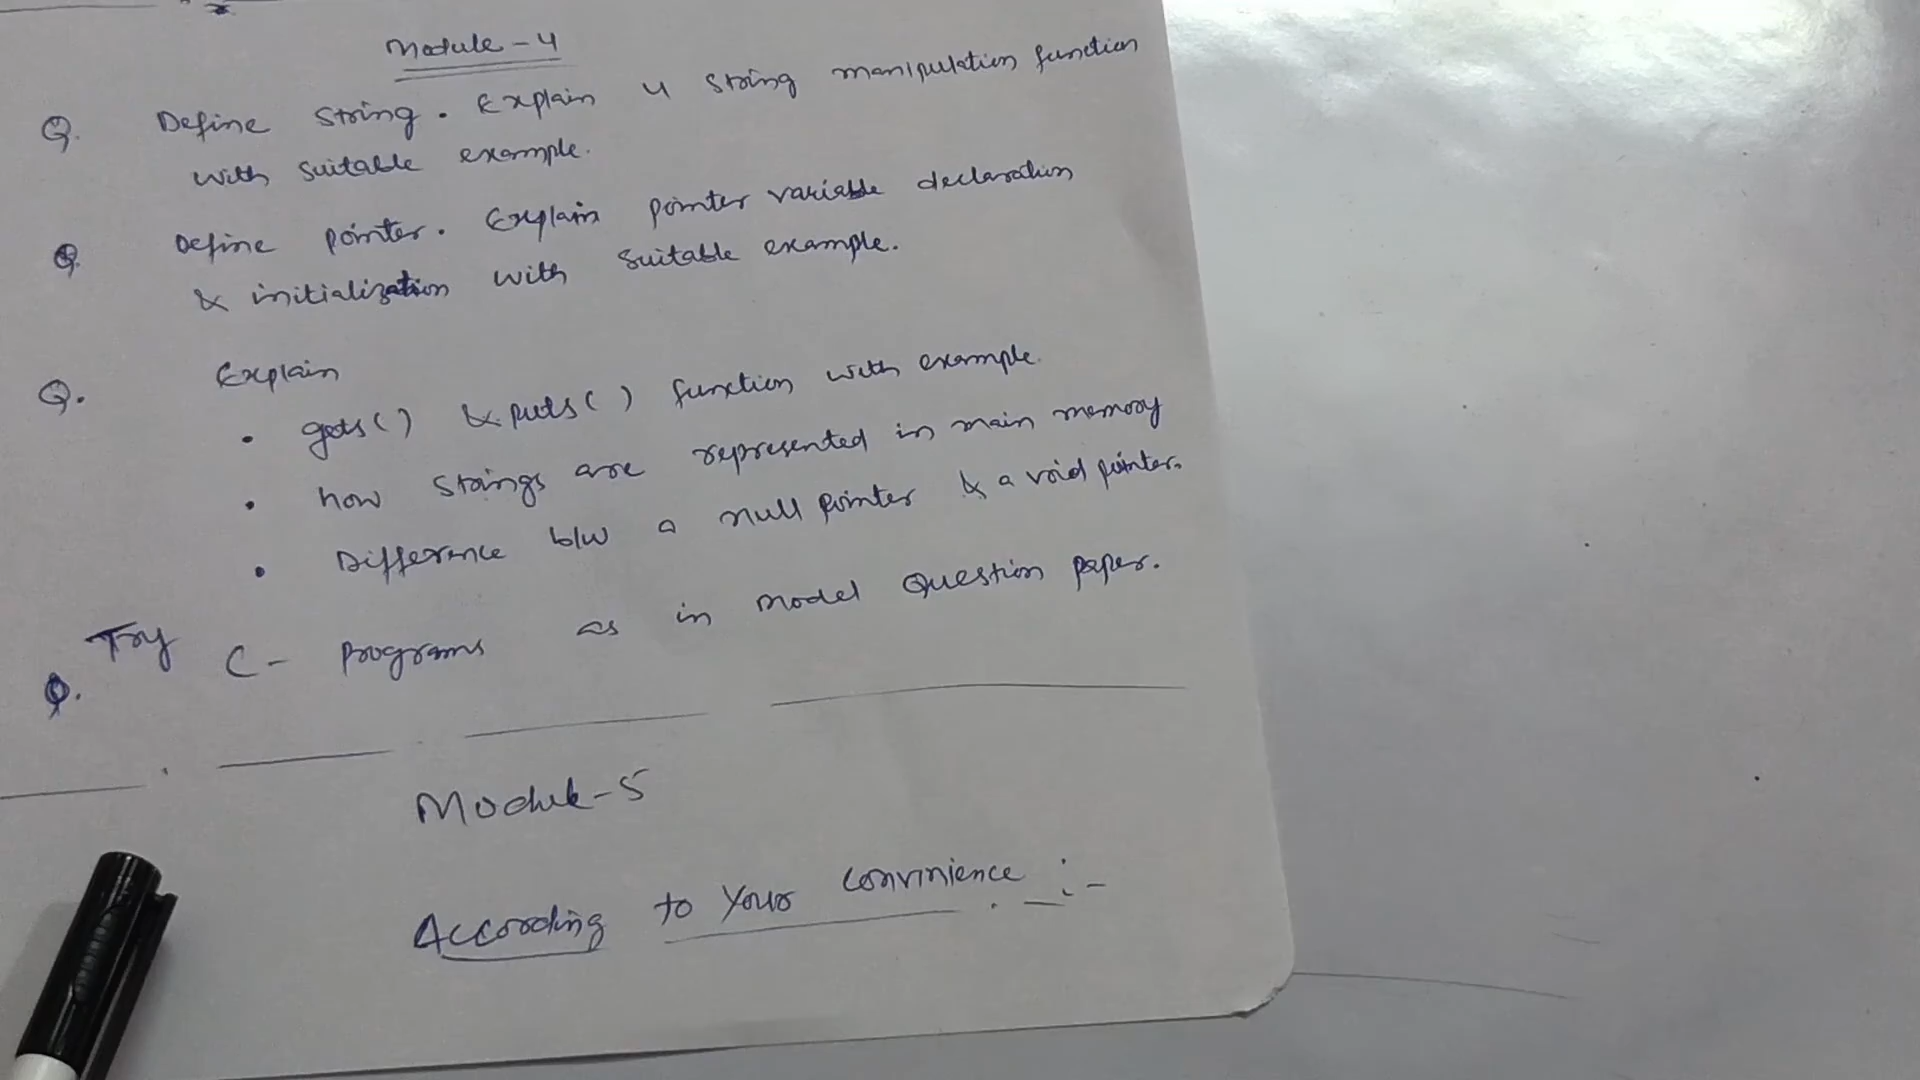 Module - 4
Q. Define string. Explain 4 string manipulation function
with suitable example.
Q Define pointer. Explain pointer variable declaration
& initialization with suitable example.
Q. Explain
• gets( ) & puts( ) function with example.
• how strings are represented in main memory
• Difference b/w a null pointer & a void pointer.
Q. Try C - programs as in model question paper.
Module-5
According to Your convinience :-